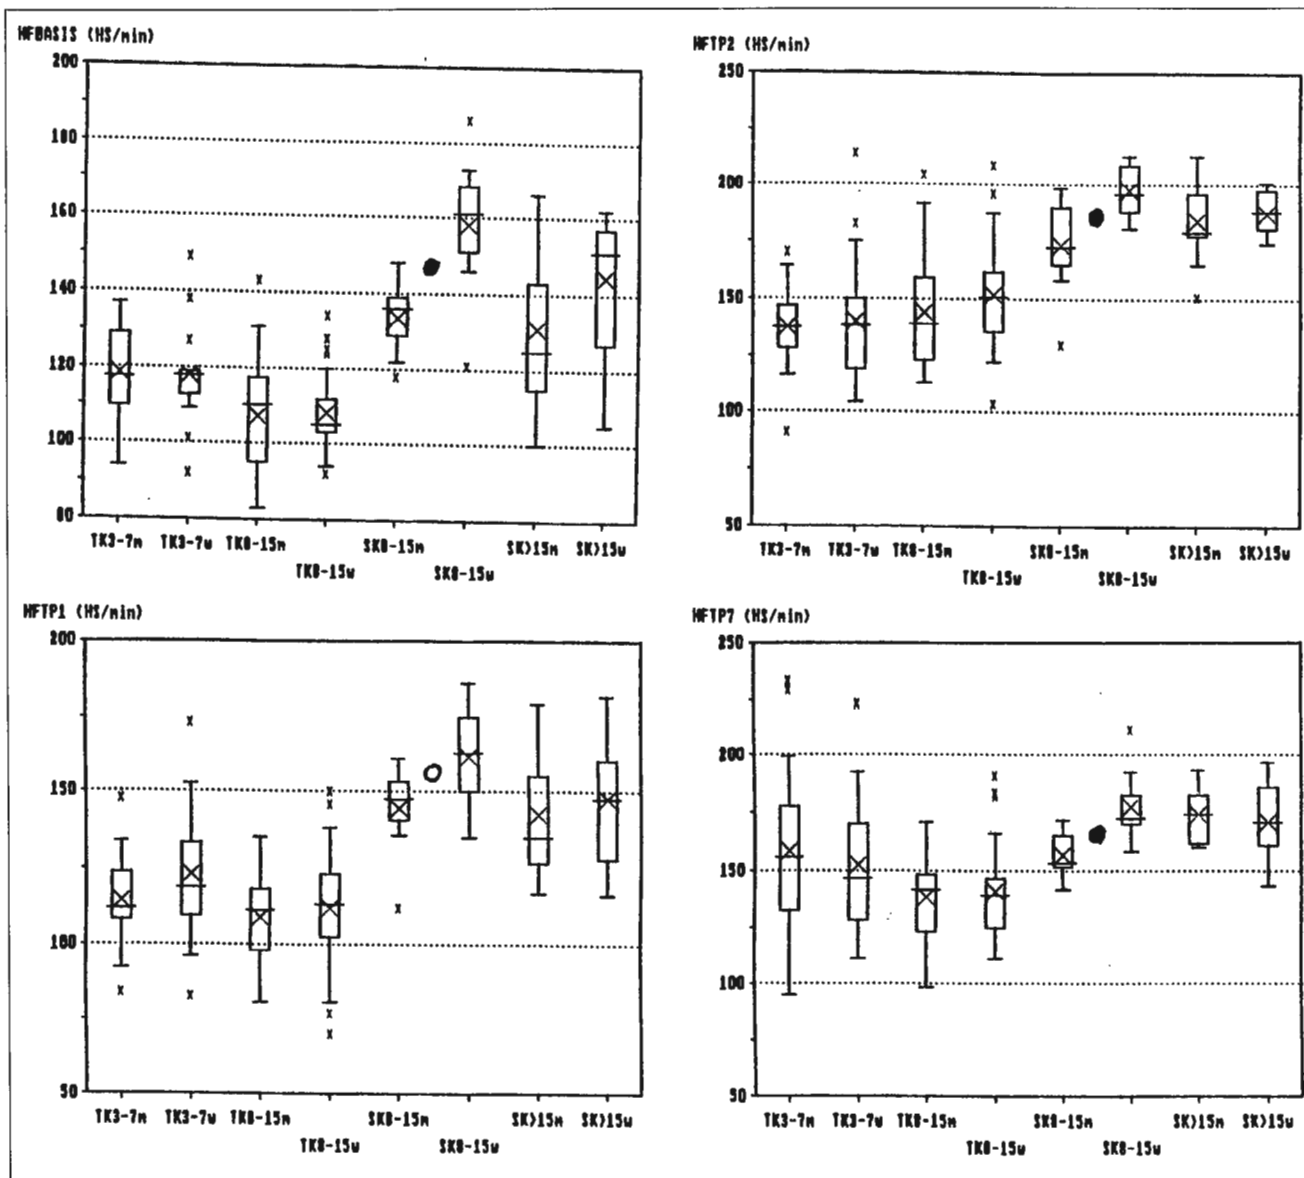 HFBASIS (HS/min)
200
180
160
140
120
100
80
TK3-7m TK3-7w TK8-15m SK8-15m SK>15m SK>15w
TK8-15w SK8-15w
HFTP2 (HS/min)
250
200
150
100
50
TK3-7m TK3-7w TK8-15m SK8-15m SK>15m SK>15w
TK8-15w SK8-15w
HFTP1 (HS/min)
200
150
100
50
TK3-7m TK3-7w TK8-15m SK8-15m SK>15m SK>15w
TK8-15w SK8-15w
HFTP7 (HS/min)
250
200
150
100
50
TK3-7m TK3-7w TK8-15m SK8-15m SK>15m SK>15w
TK8-15w SK8-15w